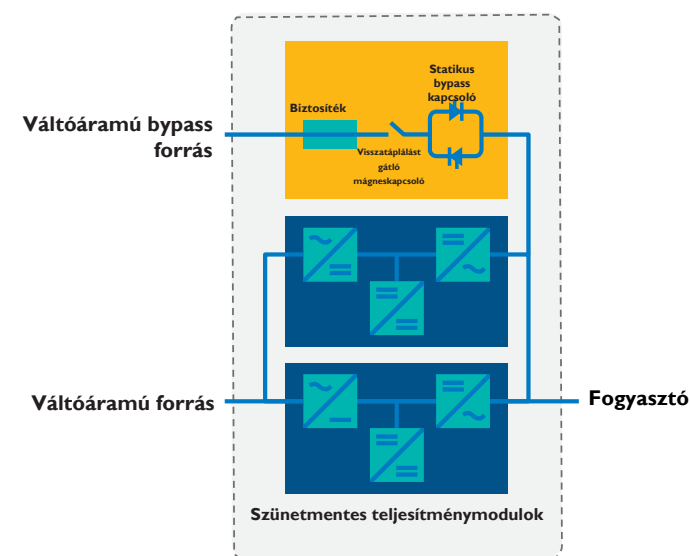 Statikus
bypass
kapcsoló
Biztosíték
Váltóáramú bypass
forrás
Visszatáplálást
gátló
mágneskapcsoló
Váltóáramú forrás
Fogyasztó
Szünetmentes teljesítménymodulok